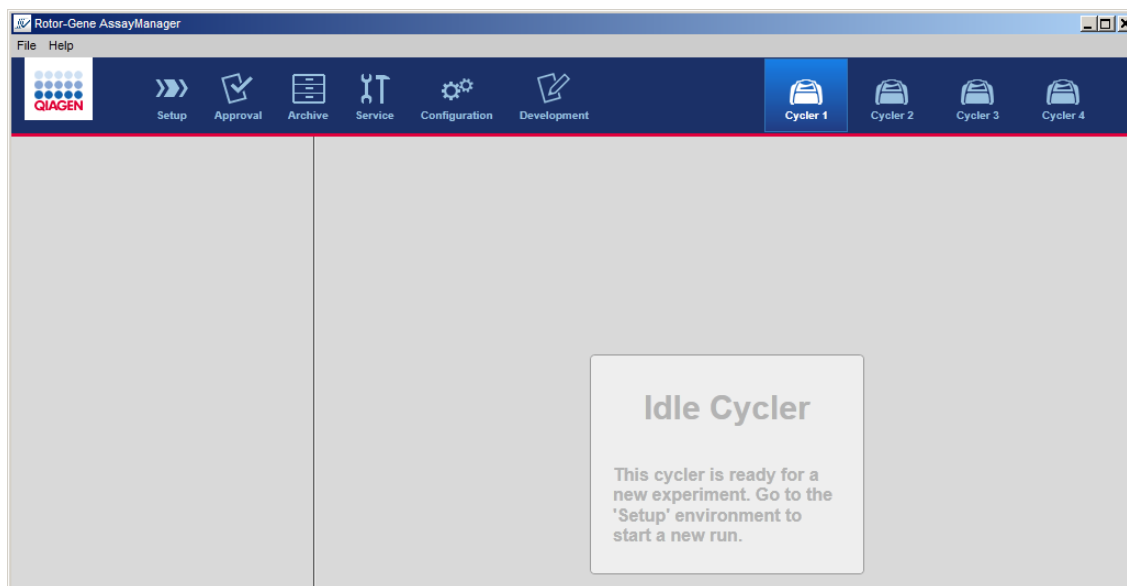 Rotor-Gene AssayManager
File Help
QIAGEN
Setup Approval Archive Service Configuration Development Cycler 1 Cycler 2 Cycler 3 Cycler 4
Idle Cycler
This cycler is ready for a
new experiment. Go to the
'Setup' environment to
start a new run.